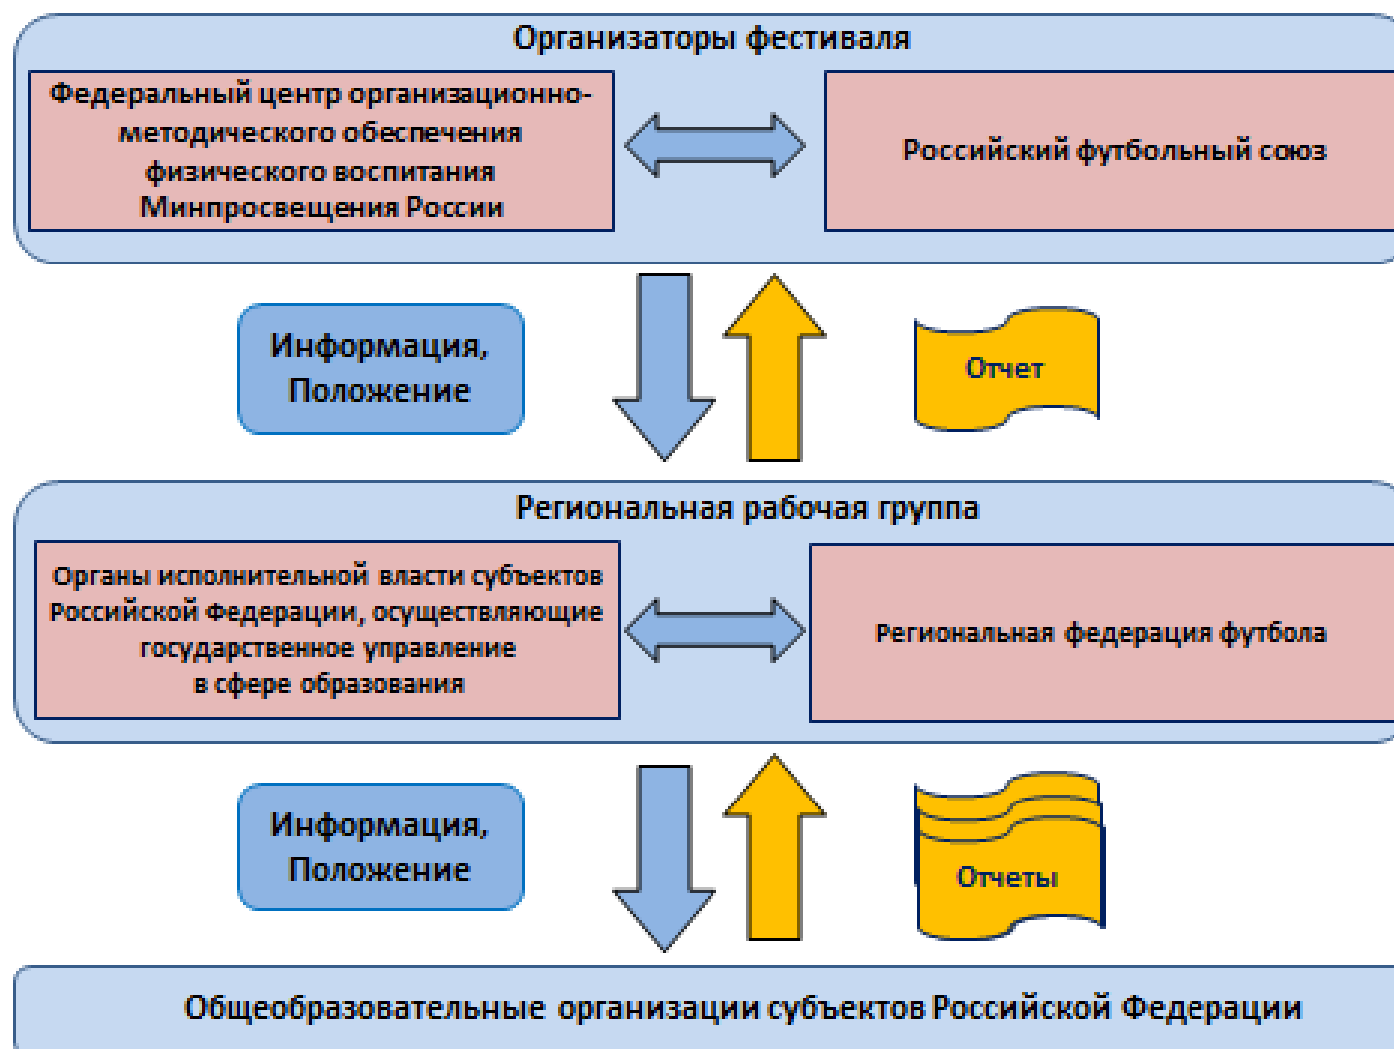 Организаторы фестиваля
Федеральный центр организационно-
методического обеспечения
физического воспитания
Минпросвещения России
Российский футбольный союз
Информация,
Положение
Отчет
Региональная рабочая группа
Органы исполнительной власти субъектов
Российской Федерации, осуществляющие
государственное управление
в сфере образования
Региональная федерация футбола
Информация,
Положение
Отчеты
Общеобразовательные организации субъектов Российской Федерации